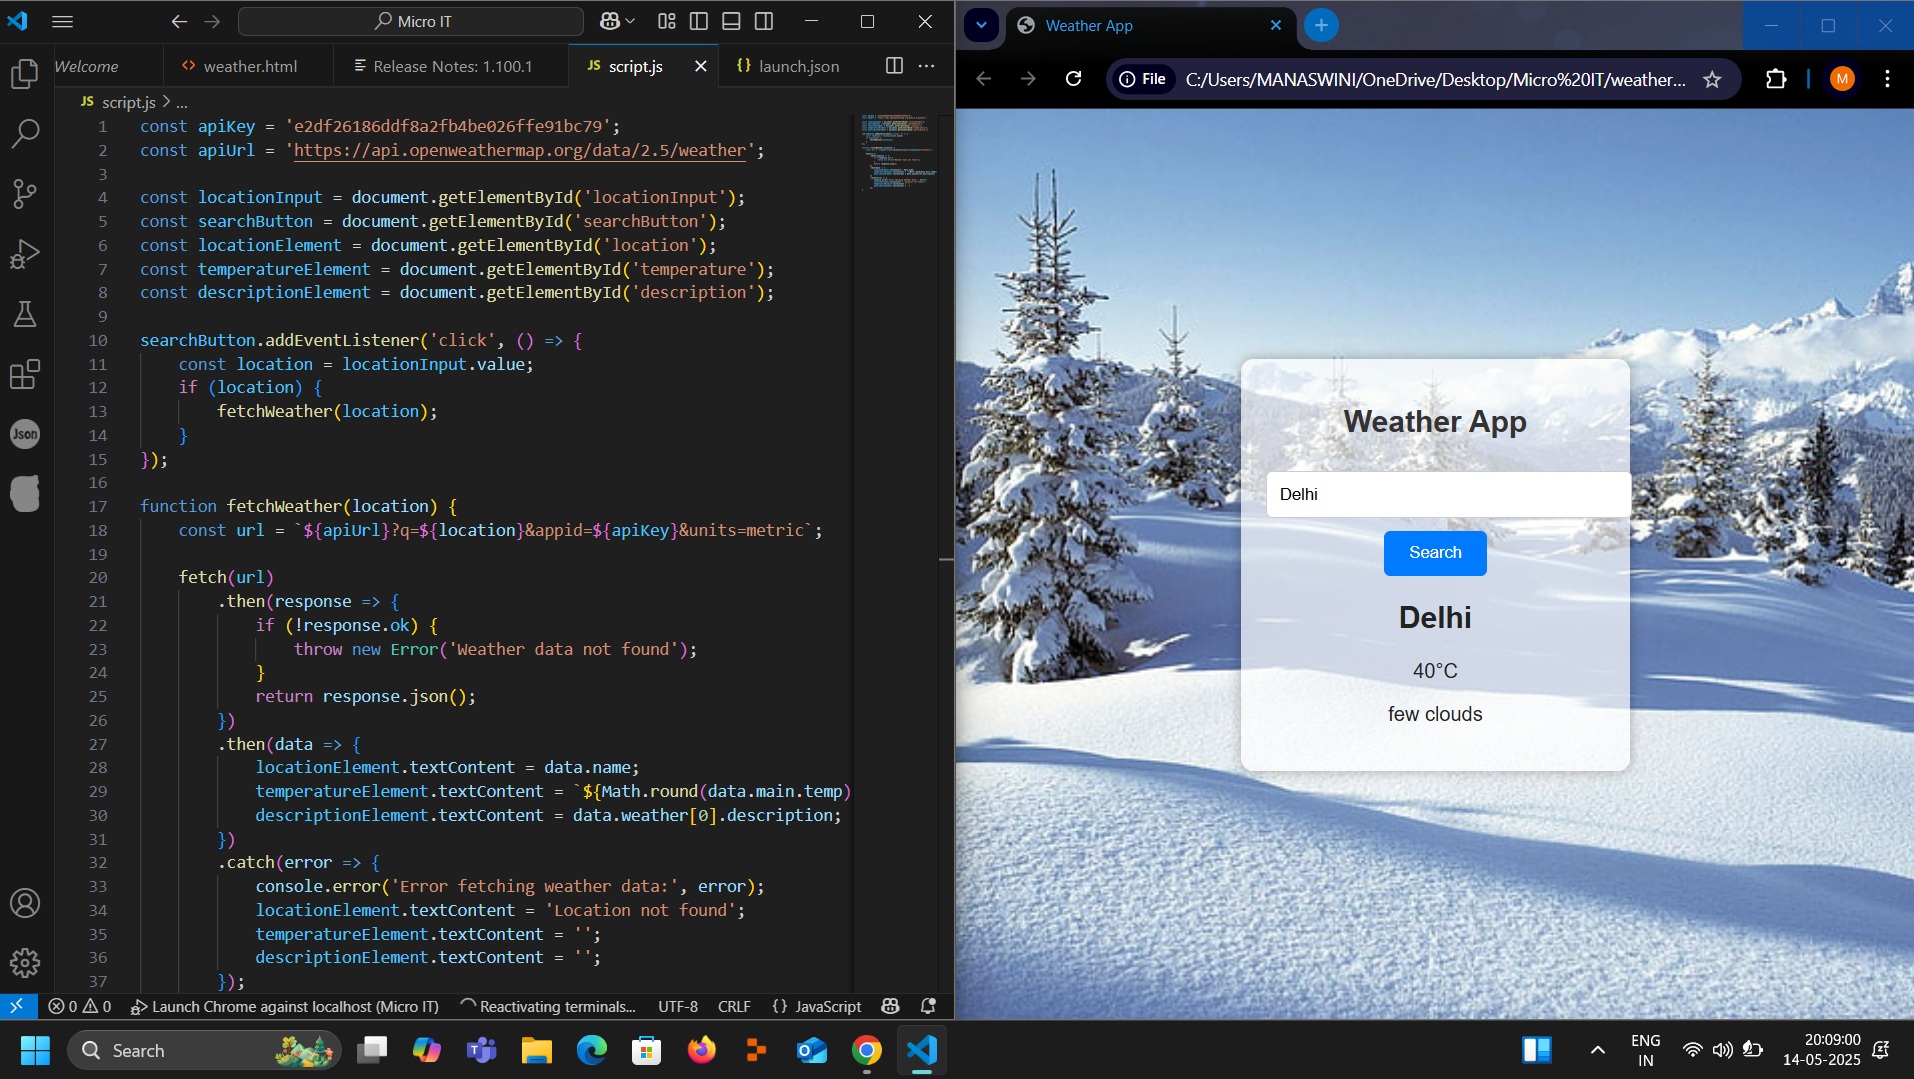 Micro IT
Welcome
<> weather.html
Release Notes: 1.100.1
JS script.js
{} launch.json
JS script.js > ...
1 const apiKey = 'e2df26186ddf8a2fb4be026ffe91bc79';
2 const apiUrl = 'https://api.openweathermap.org/data/2.5/weather';
3
4 const locationInput = document.getElementById('locationInput');
5 const searchButton = document.getElementById('searchButton');
6 const locationElement = document.getElementById('location');
7 const temperatureElement = document.getElementById('temperature');
8 const descriptionElement = document.getElementById('description');
9
10 searchButton.addEventListener('click', () => {
11 const location = locationInput.value;
12 if (location) {
13 fetchWeather(location);
14 }
15 });
16
17 function fetchWeather(location) {
18 const url = `${apiUrl}?q=${location}&appid=${apiKey}&units=metric`;
19
20 fetch(url)
21 .then(response => {
22 if (!response.ok) {
23 throw new Error('Weather data not found');
24 }
25 return response.json();
26 })
27 .then(data => {
28 locationElement.textContent = data.name;
29 temperatureElement.textContent = `${Math.round(data.main.temp)
30 descriptionElement.textContent = data.weather[0].description;
31 })
32 .catch(error => {
33 console.error('Error fetching weather data:', error);
34 locationElement.textContent = 'Location not found';
35 temperatureElement.textContent = '';
36 descriptionElement.textContent = '';
37 });
Json
0 0 Launch Chrome against localhost (Micro IT) Reactivating terminals... UTF-8 CRLF {} JavaScript
Weather App
File C:/Users/MANASWINI/OneDrive/Desktop/Micro%20IT/weather...
M
Weather App
Delhi
Search
Delhi
40°C
few clouds
Search
ENG
IN
20:09:00
14-05-2025